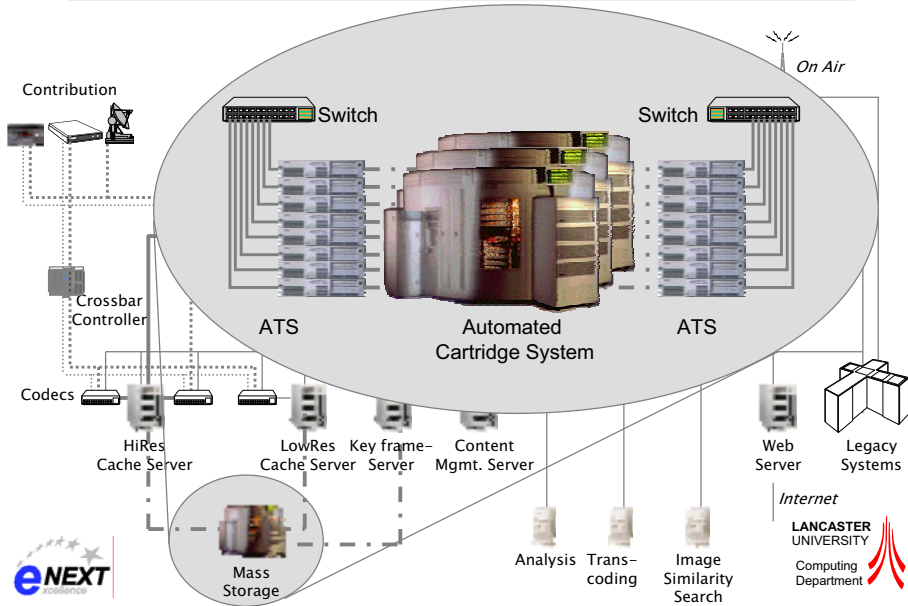 On Air
Contribution
Switch
Switch
Crossbar
Controller
ATS
Automated
Cartridge System
ATS
Codecs
HiRes
Cache Server
LowRes
Cache Server
Key frame-
Server
Content
Mgmt. Server
Web
Server
Legacy
Systems
Internet
Mass
Storage
Analysis
Trans-
coding
Image
Similarity
Search
eNEXT
xcellence
LANCASTER
UNIVERSITY
Computing
Department